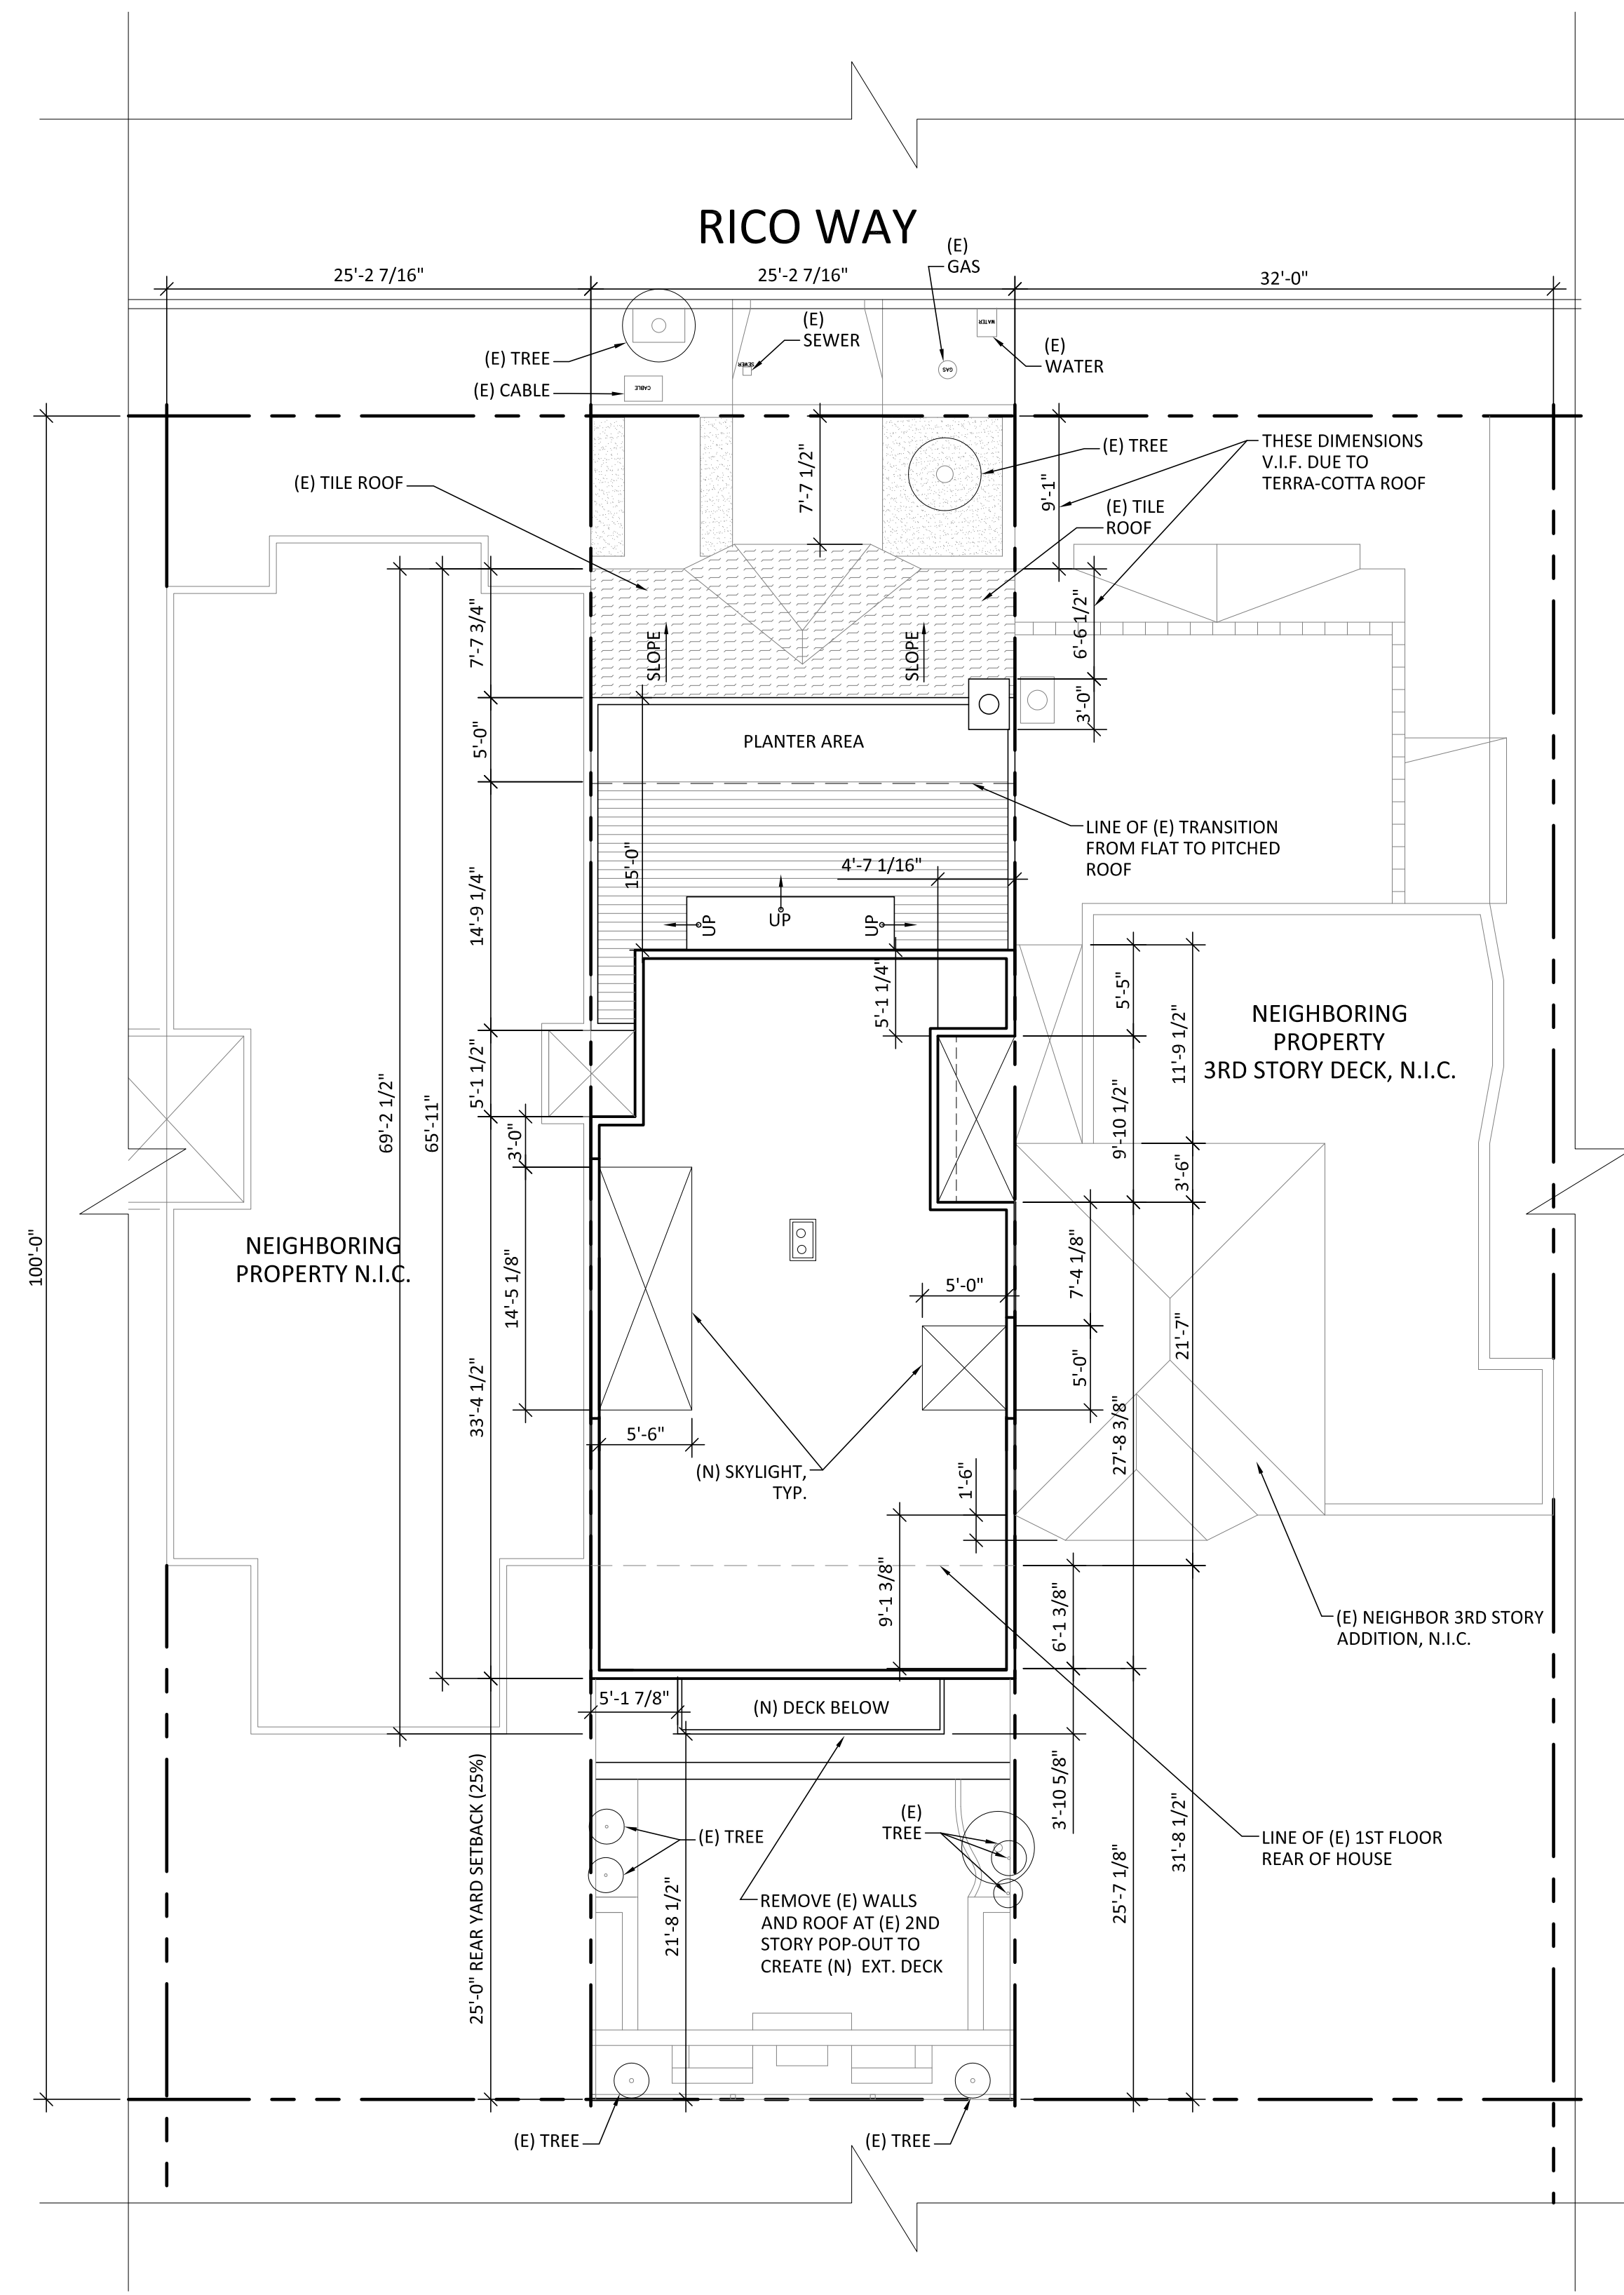 RICO WAY
25'-2 7/16"
25'-2 7/16"
32'-0"
(E)
GAS
(E)
SEWER
(E)
WATER
(E) TREE
(E) CABLE
CABLE
SEWER
GAS
WATER
(E) TREE
THESE DIMENSIONS
V.I.F. DUE TO
TERRA-COTTA ROOF
(E) TILE ROOF
7'-7 1/2"
9'-1"
(E) TILE
ROOF
7'-7 3/4"
SLOPE
SLOPE
6'-6 1/2"
3'-0"
5'-0"
PLANTER AREA
LINE OF (E) TRANSITION
FROM FLAT TO PITCHED
ROOF
15'-0"
4'-7 1/16"
14'-9 1/4"
UP
UP
UP
5'-1 1/4"
5'-5"
11'-9 1/2"
NEIGHBORING
PROPERTY
3RD STORY DECK, N.I.C.
5'-1 1/2"
69'-2 1/2"
65'-11"
3'-0"
9'-10 1/2"
3'-6"
100'-0"
NEIGHBORING
PROPERTY N.I.C.
14'-5 1/8"
7'-4 1/8"
5'-0"
21'-7"
5'-0"
33'-4 1/2"
27'-8 3/8"
5'-6"
(N) SKYLIGHT,
TYP.
1'-6"
9'-1 3/8"
6'-1 3/8"
(E) NEIGHBOR 3RD STORY
ADDITION, N.I.C.
5'-1 7/8"
(N) DECK BELOW
3'-10 5/8"
25'-0" REAR YARD SETBACK (25%)
(E) TREE
(E)
TREE
LINE OF (E) 1ST FLOOR
REAR OF HOUSE
21'-8 1/2"
REMOVE (E) WALLS
AND ROOF AT (E) 2ND
STORY POP-OUT TO
CREATE (N) EXT. DECK
25'-7 1/8"
31'-8 1/2"
(E) TREE
(E) TREE